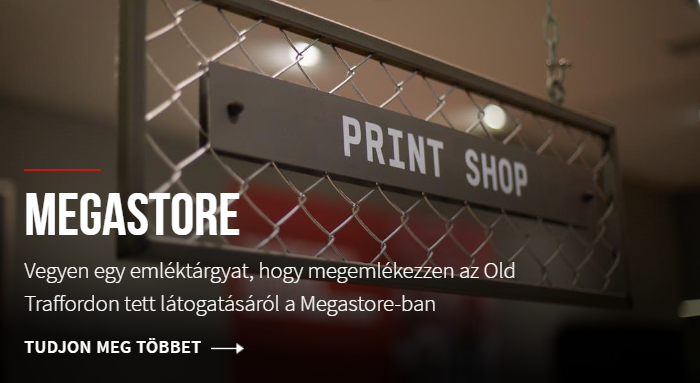 PRINT SHOP
MEGASTORE
Vegyen egy emléktárgyat, hogy megemlékezzen az Old
Traffordon tett látogatásáról a Megastore-ban
TUDJON MEG TÖBBET